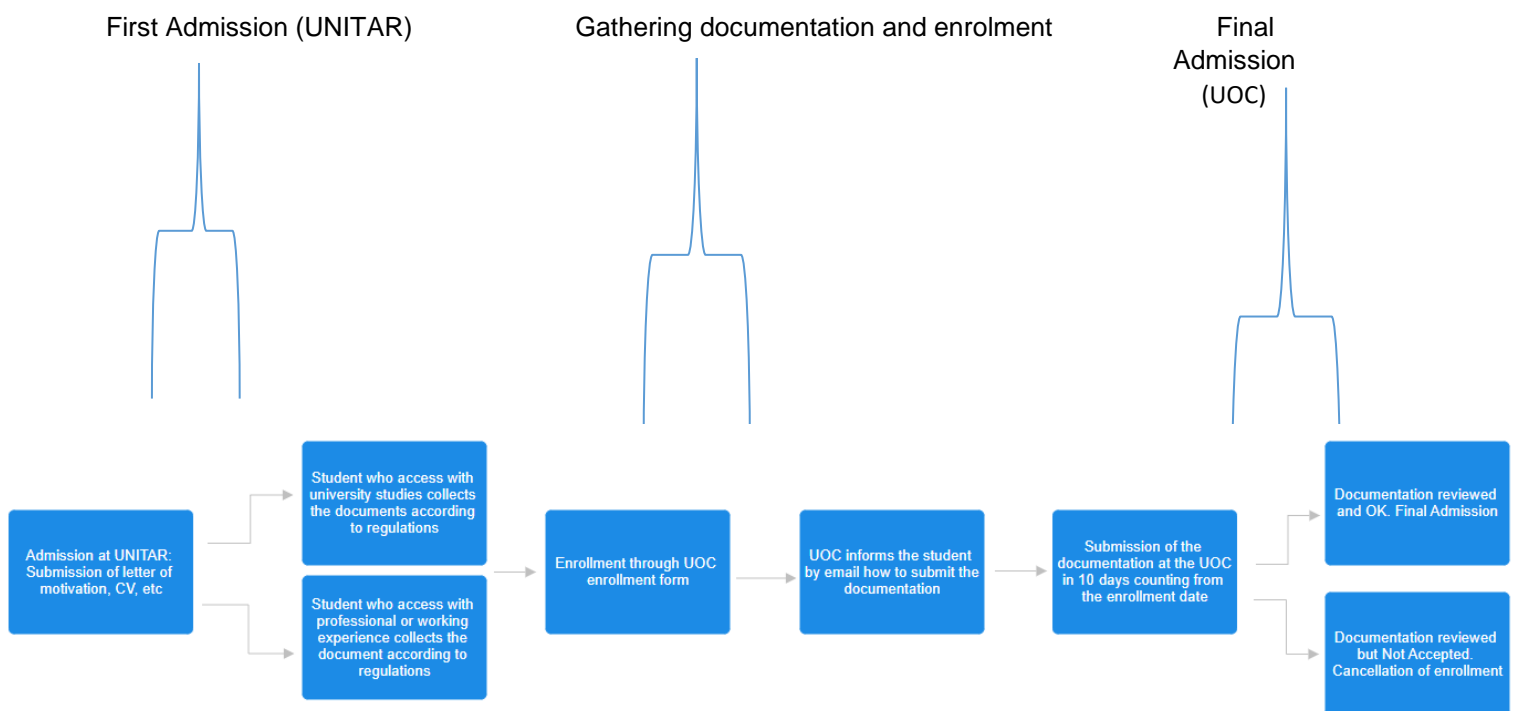 First Admission (UNITAR)
Gathering documentation and enrolment
Final
Admission
(UOC)
Admission at UNITAR:
Submission of letter of
motivation, CV, etc
Student who access with
university studies collects
the documents according
to regulations
Student who access with
professional or working
experience collects the
document according to
regulations
Enrollment through UOC
enrollment form
UOC informs the student
by email how to submit the
documentation
Submission of the
documentation at the UOC
in 10 days counting from
the enrollment date
Documentation reviewed
and OK. Final Admission
Documentation reviewed
but Not Accepted.
Cancellation of enrollment